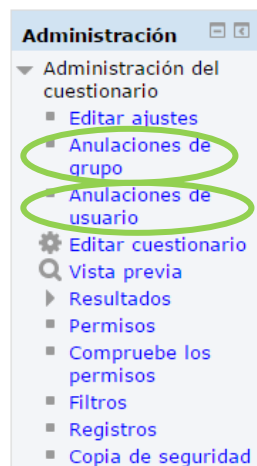 Administración
Administración del
cuestionario
Editar ajustes
Anulaciones de
grupo
Anulaciones de
usuario
Editar cuestionario
Vista previa
Resultados
Permisos
Compruebe los
permisos
Filtros
Registros
Copia de seguridad